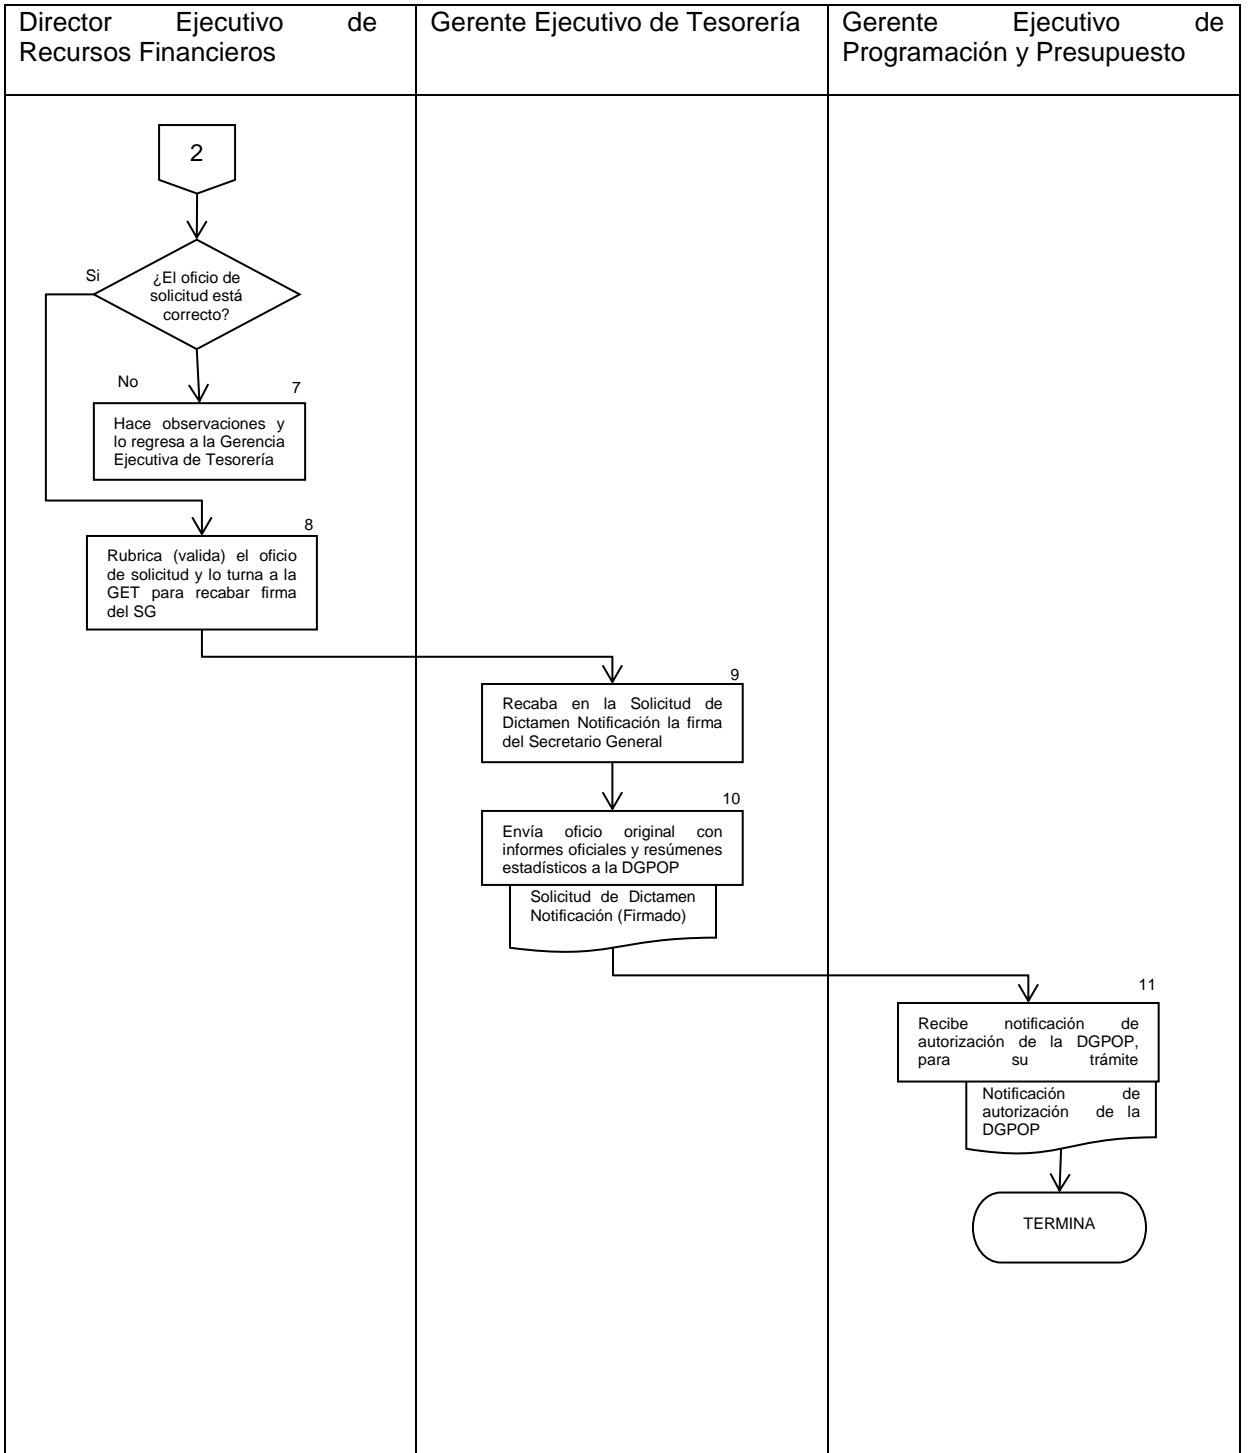 Director Ejecutivo de
Recursos Financieros
Gerente Ejecutivo de Tesorería
Gerente Ejecutivo de
Programación y Presupuesto
2
Si
¿El oficio de
solicitud está
correcto?
No
7
Hace observaciones y
lo regresa a la Gerencia
Ejecutiva de Tesorería
8
Rubrica (valida) el oficio
de solicitud y lo turna a la
GET para recabar firma
del SG
9
Recaba en la Solicitud de
Dictamen Notificación la firma
del Secretario General
10
Envía oficio original con
informes oficiales y resúmenes
estadísticos a la DGPOP
Solicitud de Dictamen
Notificación (Firmado)
11
Recibe notificación de
autorización de la DGPOP,
para su trámite
Notificación de
autorización de la
DGPOP
TERMINA